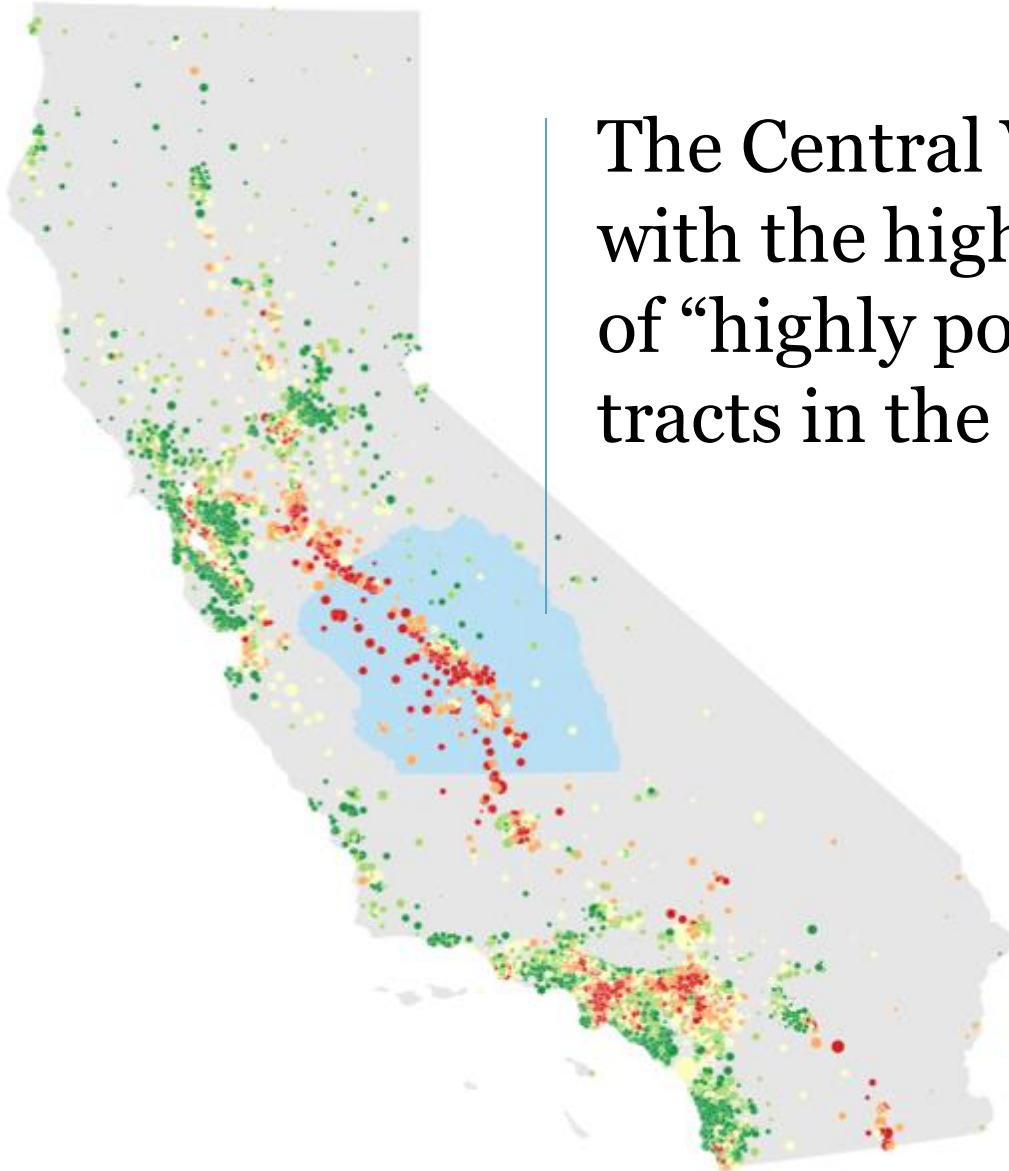 The Central
with the high
of “highly po
tracts in the